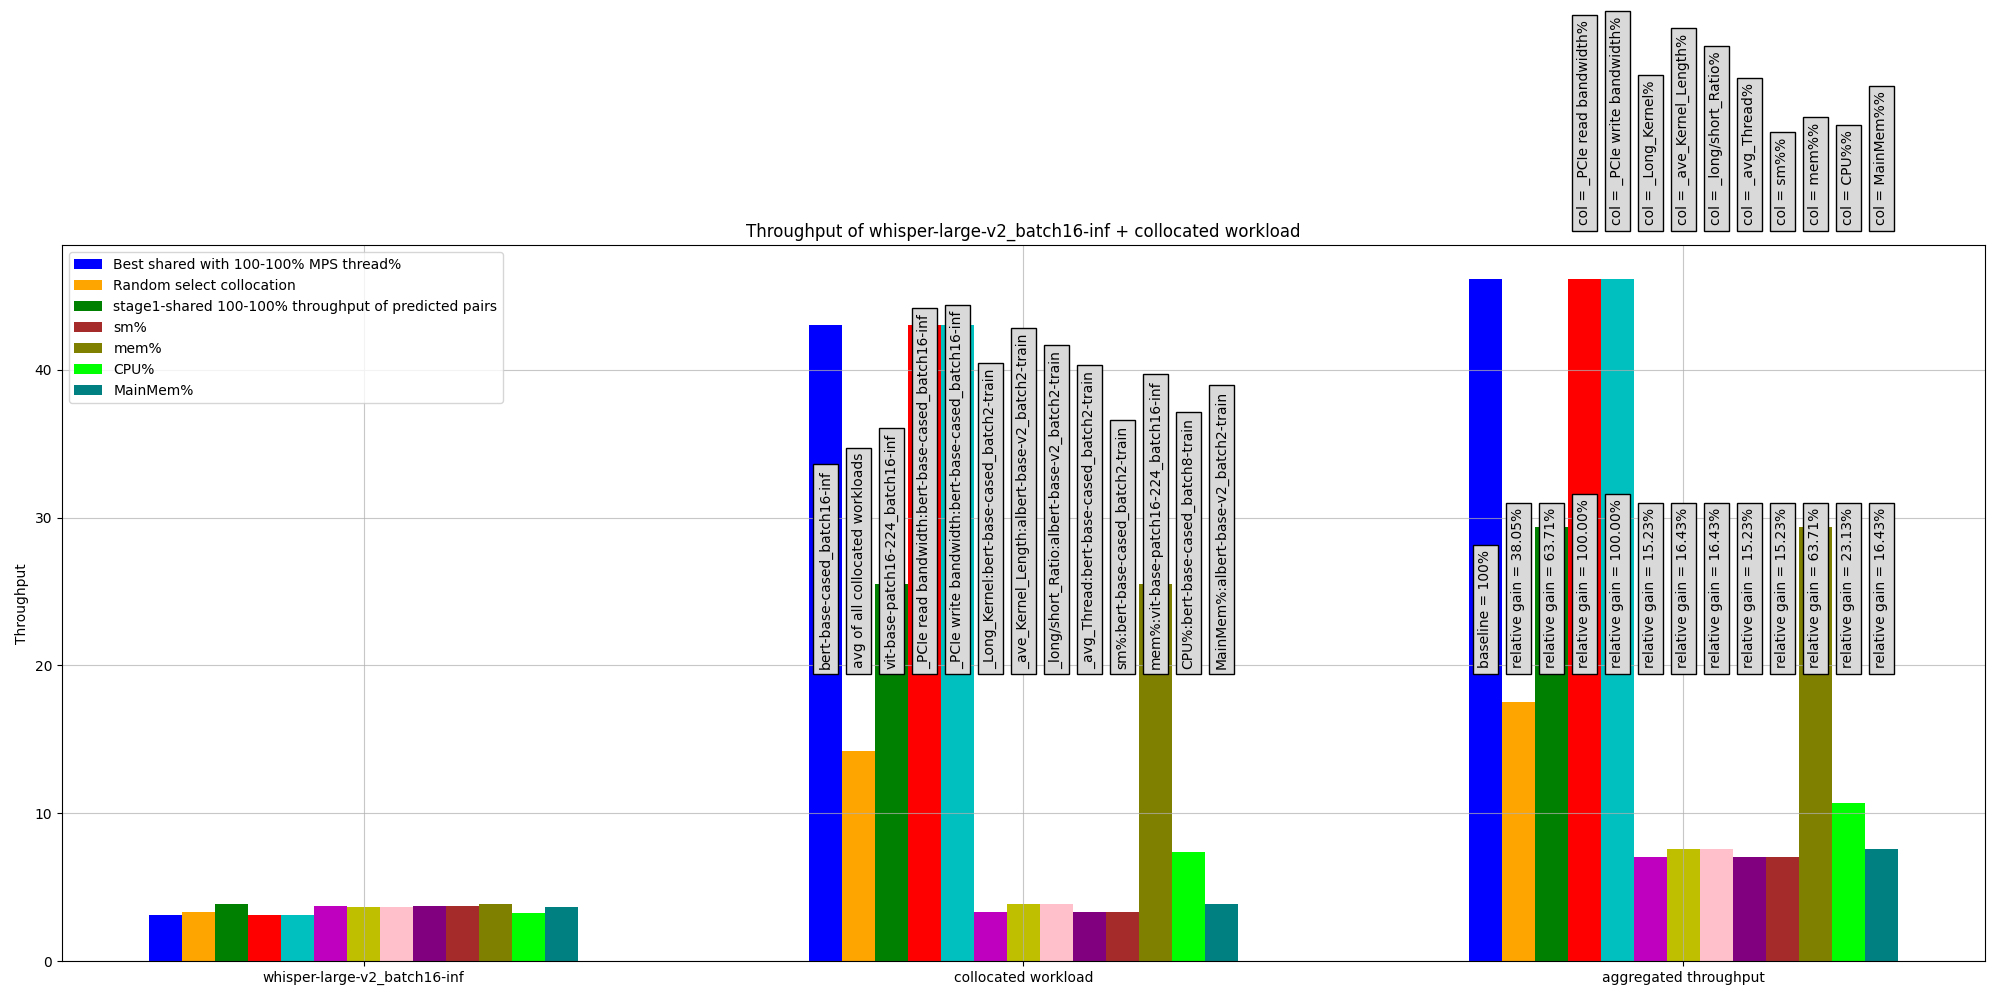 col = _PCIe read bandwidth%
col = _PCIe write bandwidth%
col = _Long_Kernel%
col = _ave_Kernel_Length%
col = _long/short_Ratio%
col = _avg_Thread%
col = sm%%
col = mem%%
col = CPU%%
col = MainMem%%
Throughput of whisper-large-v2_batch16-inf + collocated workload
Best shared with 100-100% MPS thread%
Random select collocation
stage1-shared 100-100% throughput of predicted pairs
sm%
mem%
CPU%
MainMem%
Throughput
40
30
20
10
0
bert-base-cased_batch16-inf
avg of all collocated workloads
vit-base-patch16-224_batch16-inf
_PCIe read bandwidth:bert-base-cased_batch16-inf
_PCIe write bandwidth:bert-base-cased_batch16-inf
_Long_Kernel:bert-base-cased_batch2-train
_ave_Kernel_Length:albert-base-v2_batch2-train
_long/short_Ratio:albert-base-v2_batch2-train
_avg_Thread:bert-base-cased_batch2-train
sm%:bert-base-cased_batch2-train
mem%:vit-base-patch16-224_batch16-inf
CPU%:bert-base-cased_batch8-train
MainMem%:albert-base-v2_batch2-train
baseline = 100%
relative gain = 38.05%
relative gain = 63.71%
relative gain = 100.00%
relative gain = 100.00%
relative gain = 15.23%
relative gain = 16.43%
relative gain = 16.43%
relative gain = 15.23%
relative gain = 15.23%
relative gain = 63.71%
relative gain = 23.13%
relative gain = 16.43%
whisper-large-v2_batch16-inf
collocated workload
aggregated throughput